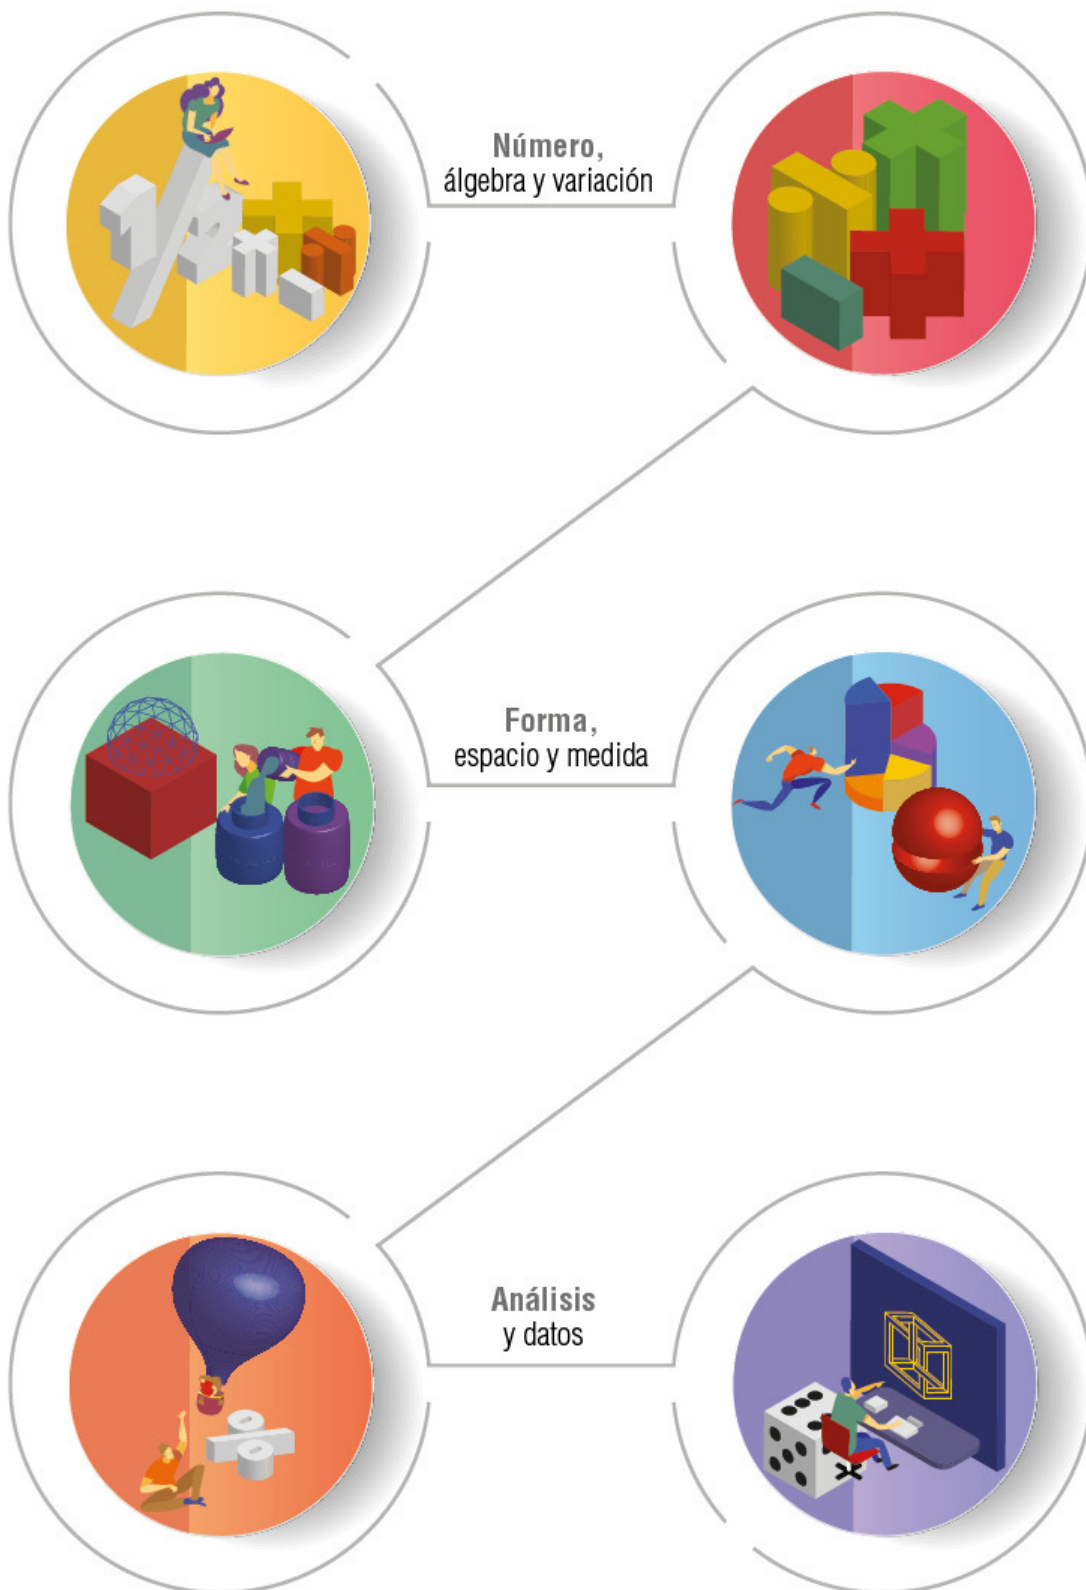 Número,
álgebra y variación
Forma,
espacio y medida
Análisis
y datos